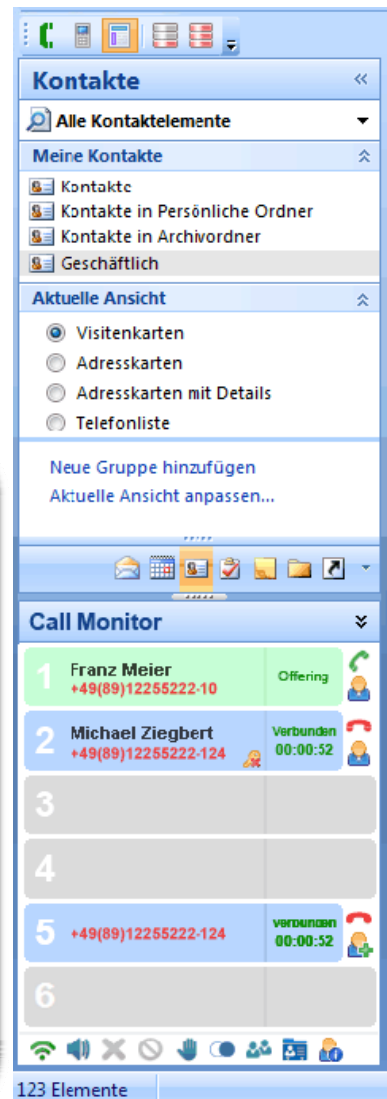 Kontakte
Alle Kontaktelemente
Meine Kontakte
Kontakte
Kontakte in Persönliche Ordner
Kontakte in Archivordner
Geschäftlich
Aktuelle Ansicht
Visitenkarten
Adresskarten
Adresskarten mit Details
Telefonliste
Neue Gruppe hinzufügen
Aktuelle Ansicht anpassen...
Call Monitor
1 Franz Meier Offering
+49(89)12255222-10
2 Michael Ziegbert Verbunden
+49(89)12255222-124 00:00:52
3
4
5 +49(89)12255222-124 Verbunden
00:00:52
6
123 Elemente